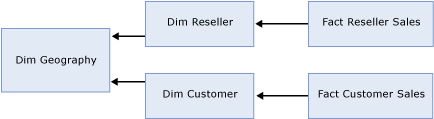 Dim Reseller
Fact Reseller Sales
Dim Geography
Dim Customer
Fact Customer Sales